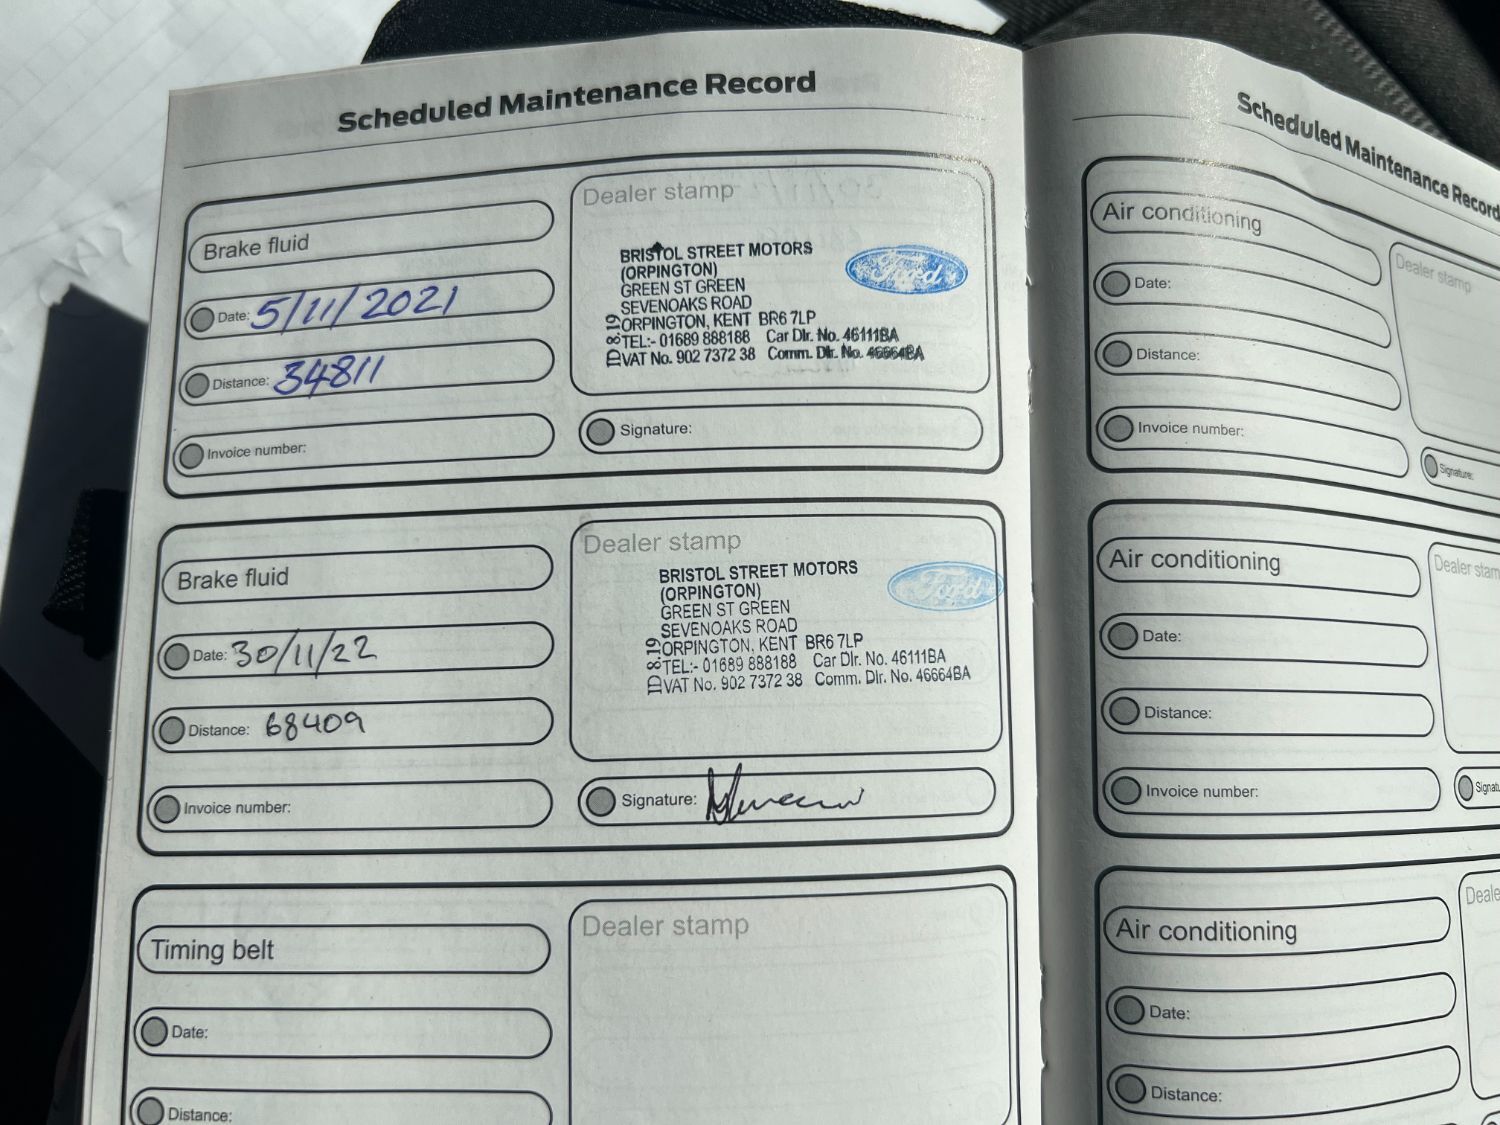 Scheduled Maintenance Record
Brake fluid
Date: 5/11/2021
Distance: 34811
Invoice number:
Dealer stamp
BRISTOL STREET MOTORS
(ORPINGTON)
GREEN ST GREEN
SEVENOAKS ROAD
ORPINGTON, KENT BR6 7LP
TEL:- 01689 888188 Car Dlr. No. 46111BA
VAT No. 902 7372 38 Comm. Dlr. No. 46664BA
ID 8.19
Ford
Signature:
Brake fluid
Date: 30/11/22
Distance: 68409
Invoice number:
Dealer stamp
BRISTOL STREET MOTORS
(ORPINGTON)
GREEN ST GREEN
SEVENOAKS ROAD
ORPINGTON, KENT BR6 7LP
TEL:- 01689 888188 Car Dlr. No. 46111BA
VAT No. 902 7372 38 Comm. Dlr. No. 46664BA
ID 8.19
Ford
Signature:
Timing belt
Date:
Distance:
Dealer stamp
Scheduled Maintenance Record
Air conditioning
Date:
Distance:
Invoice number:
Dealer stamp
Signature:
Air conditioning
Date:
Distance:
Invoice number:
Dealer stam
Signat
Air conditioning
Date:
Distance:
Deale